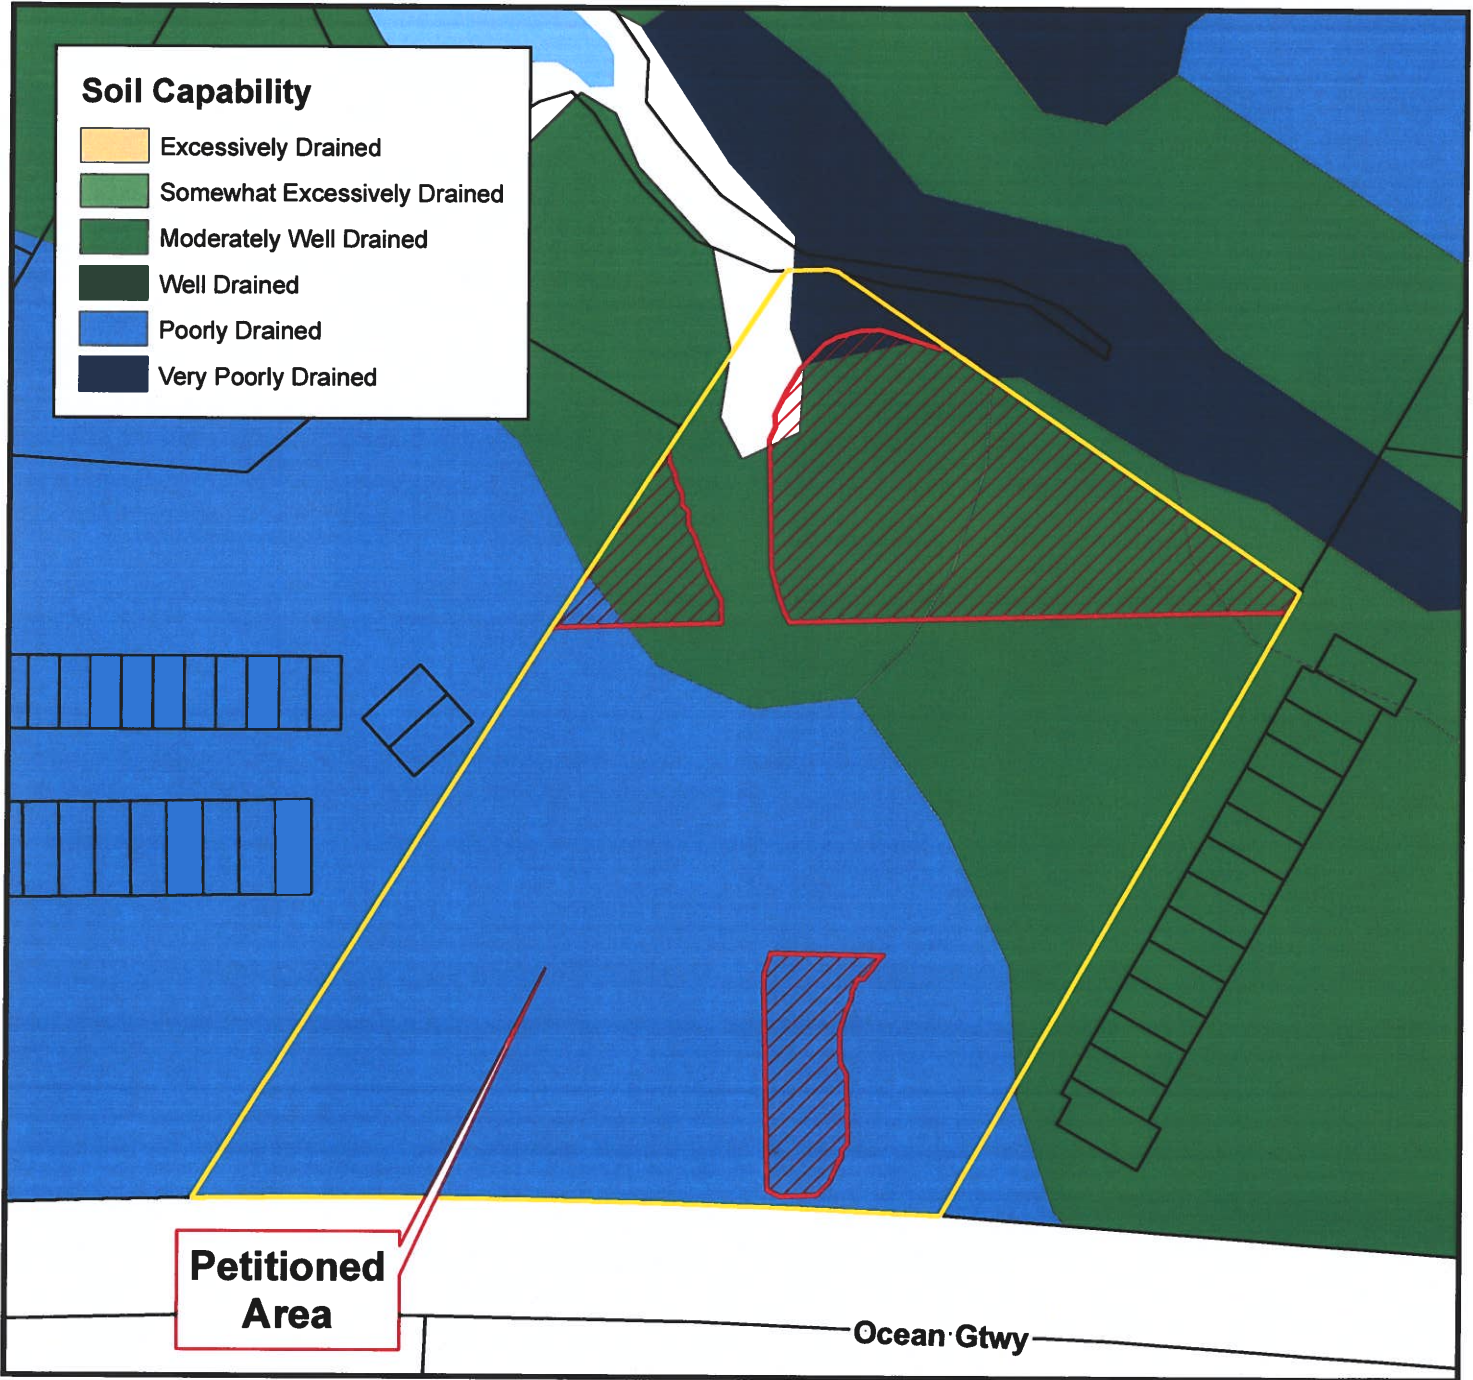 Soil Capability
Excessively Drained
Somewhat Excessively Drained
Moderately Well Drained
Well Drained
Poorly Drained
Very Poorly Drained
Petitioned
Area
Ocean Gtwy